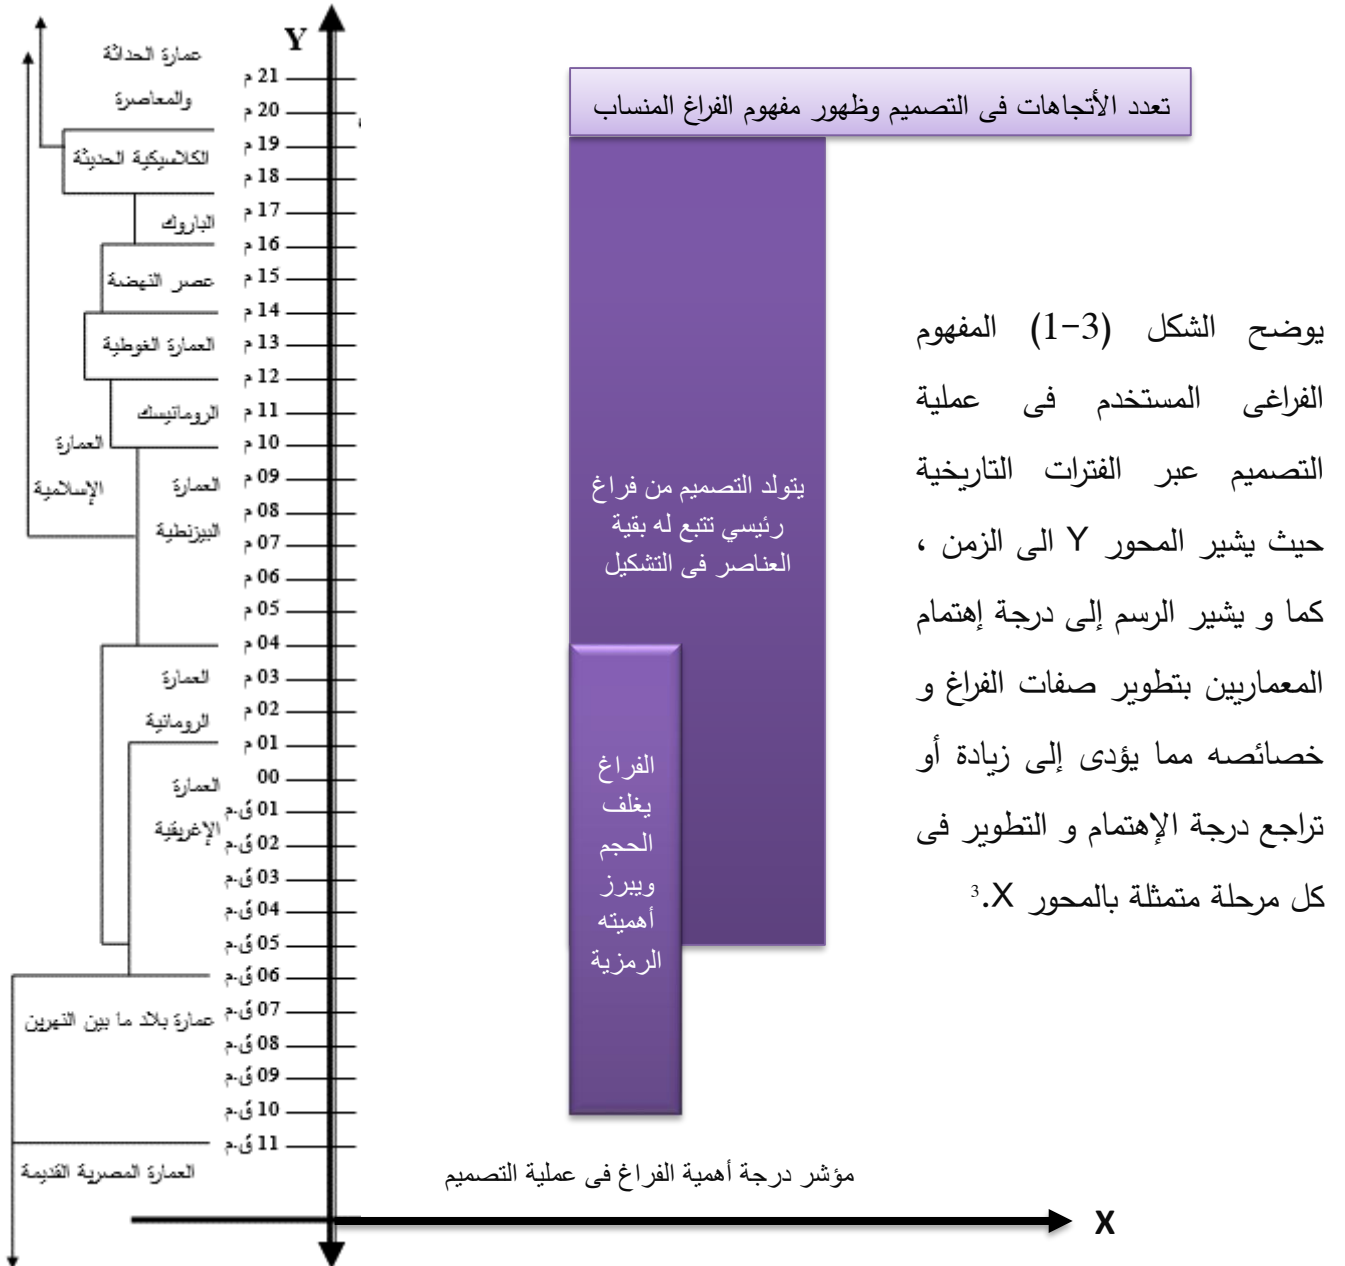 Y
عمارة الحداثة
والمعاصرة
الكلاسيكية الحديثة
الباروك
عصر النهضة
العمارة الغوطية
الرومانيسك
العمارة
الإسلامية
العمارة
البيزنطية
العمارة
الرومانية
العمارة
الإغريقية
عمارة بلاد ما بين النهرين
العمارة المصرية القديمة
21 م
20 م
19 م
18 م
17 م
16 م
15 م
14 م
13 م
12 م
11 م
10 م
09 م
08 م
07 م
06 م
05 م
04 م
03 م
02 م
01 م
00
01 ق.م
02 ق.م
03 ق.م
04 ق.م
05 ق.م
06 ق.م
07 ق.م
08 ق.م
09 ق.م
10 ق.م
11 ق.م
تعدد الأتجاهات فى التصميم وظهور مفهوم الفراغ المنساب
يتولد التصميم من فراغ
رئيسي تتبع له بقية
العناصر فى التشكيل
الفراغ
يغلف
الحجم
ويبرز
أهميته
الرمزية
يوضح الشكل (3-1) المفهوم
الفراغى المستخدم فى عملية
التصميم عبر الفترات التاريخية
حيث يشير المحور Y الى الزمن ،
كما و يشير الرسم إلى درجة إهتمام
المعماريين بتطوير صفات الفراغ و
خصائصه مما يؤدى إلى زيادة أو
تراجع درجة الإهتمام و التطوير فى
كل مرحلة متمثلة بالمحور X.3
مؤشر درجة أهمية الفراغ فى عملية التصميم
X